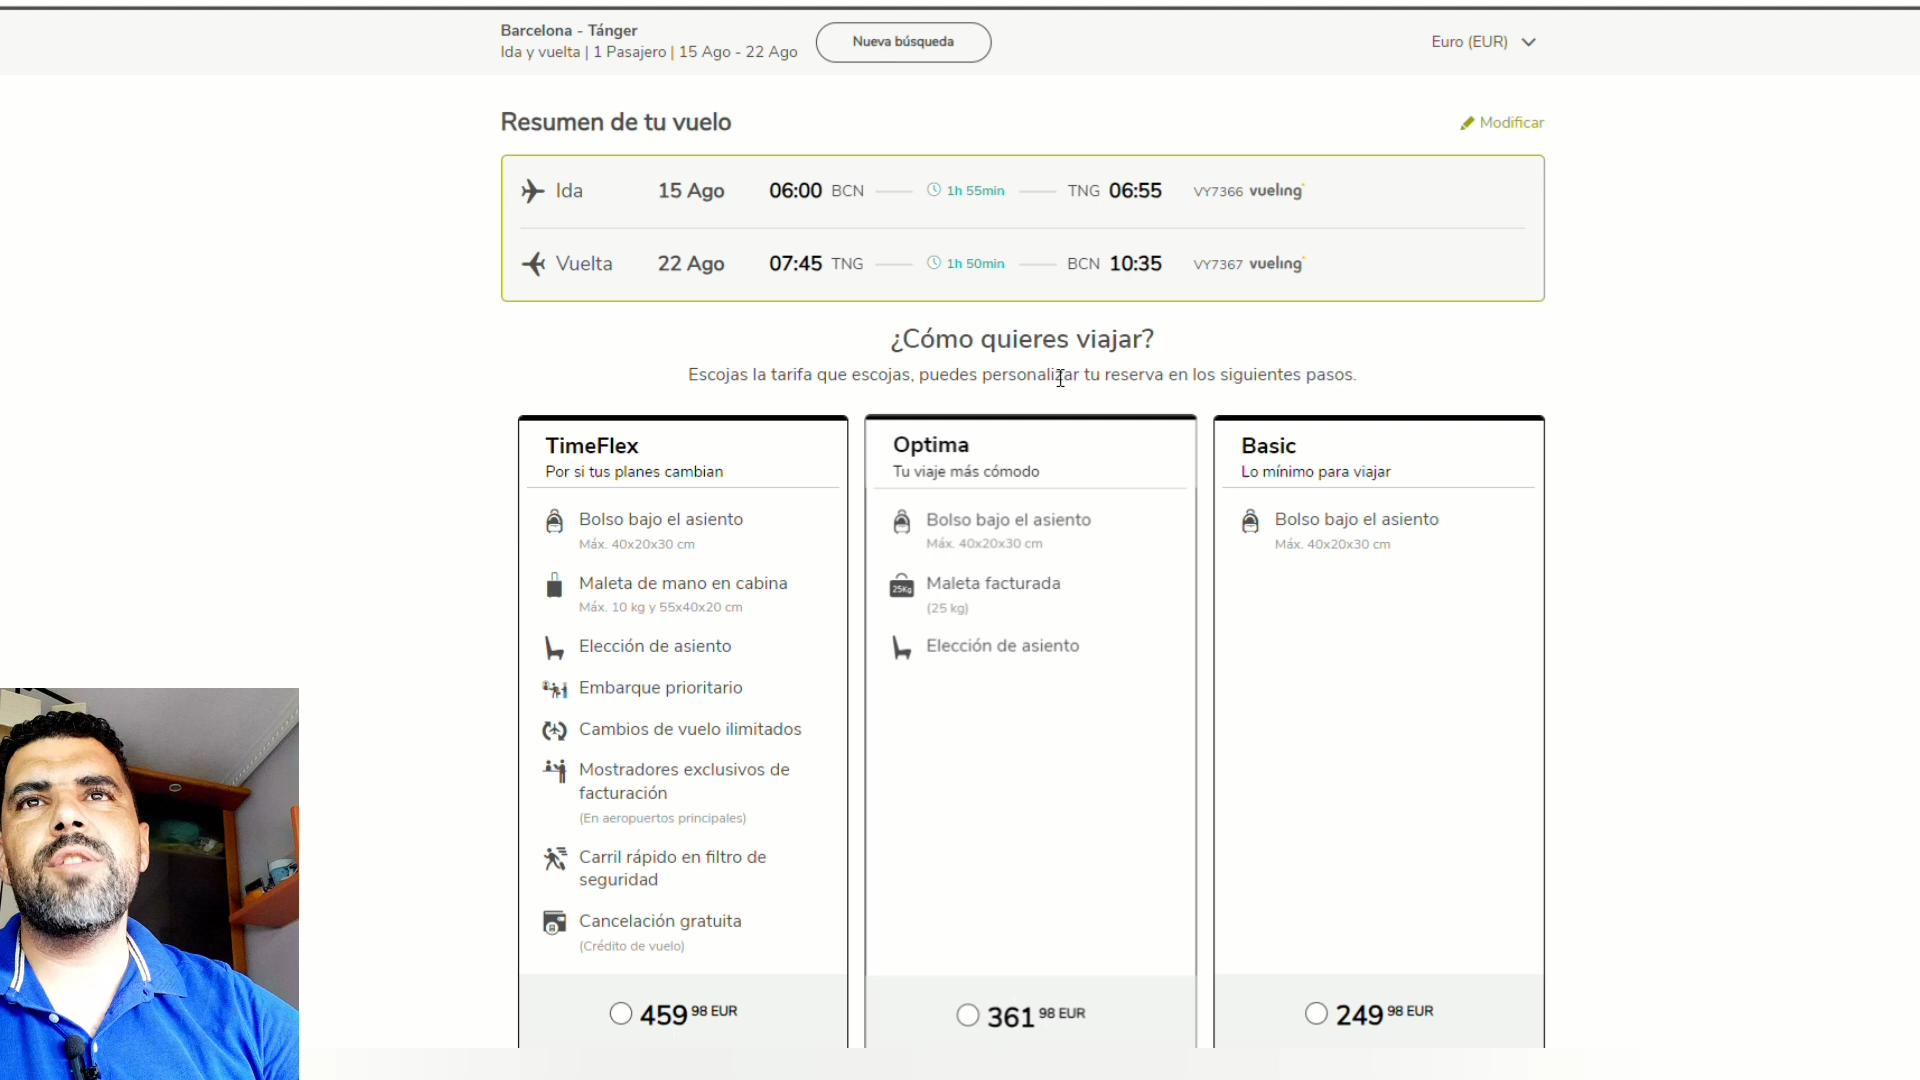 Barcelona - Tánger
Ida y vuelta | 1 Pasajero | 15 Ago - 22 Ago
Nueva búsqueda
Euro (EUR)
Resumen de tu vuelo
Modificar
Ida 15 Ago 06:00 BCN 1h 55min TNG 06:55 VY7366 vueling
Vuelta 22 Ago 07:45 TNG 1h 50min BCN 10:35 VY7367 vueling
¿Cómo quieres viajar?
Escojas la tarifa que escojas, puedes personalizar tu reserva en los siguientes pasos.
TimeFlex
Por si tus planes cambian
Bolso bajo el asiento
Máx. 40x20x30 cm
Maleta de mano en cabina
Máx. 10 kg y 55x40x20 cm
Elección de asiento
Embarque prioritario
Cambios de vuelo ilimitados
Mostradores exclusivos de
facturación
(En aeropuertos principales)
Carril rápido en filtro de
seguridad
Cancelación gratuita
(Crédito de vuelo)
459 98 EUR
Optima
Tu viaje más cómodo
Bolso bajo el asiento
Máx. 40x20x30 cm
25Kg
Maleta facturada
(25 kg)
Elección de asiento
361 98 EUR
Basic
Lo mínimo para viajar
Bolso bajo el asiento
Máx. 40x20x30 cm
249 98 EUR